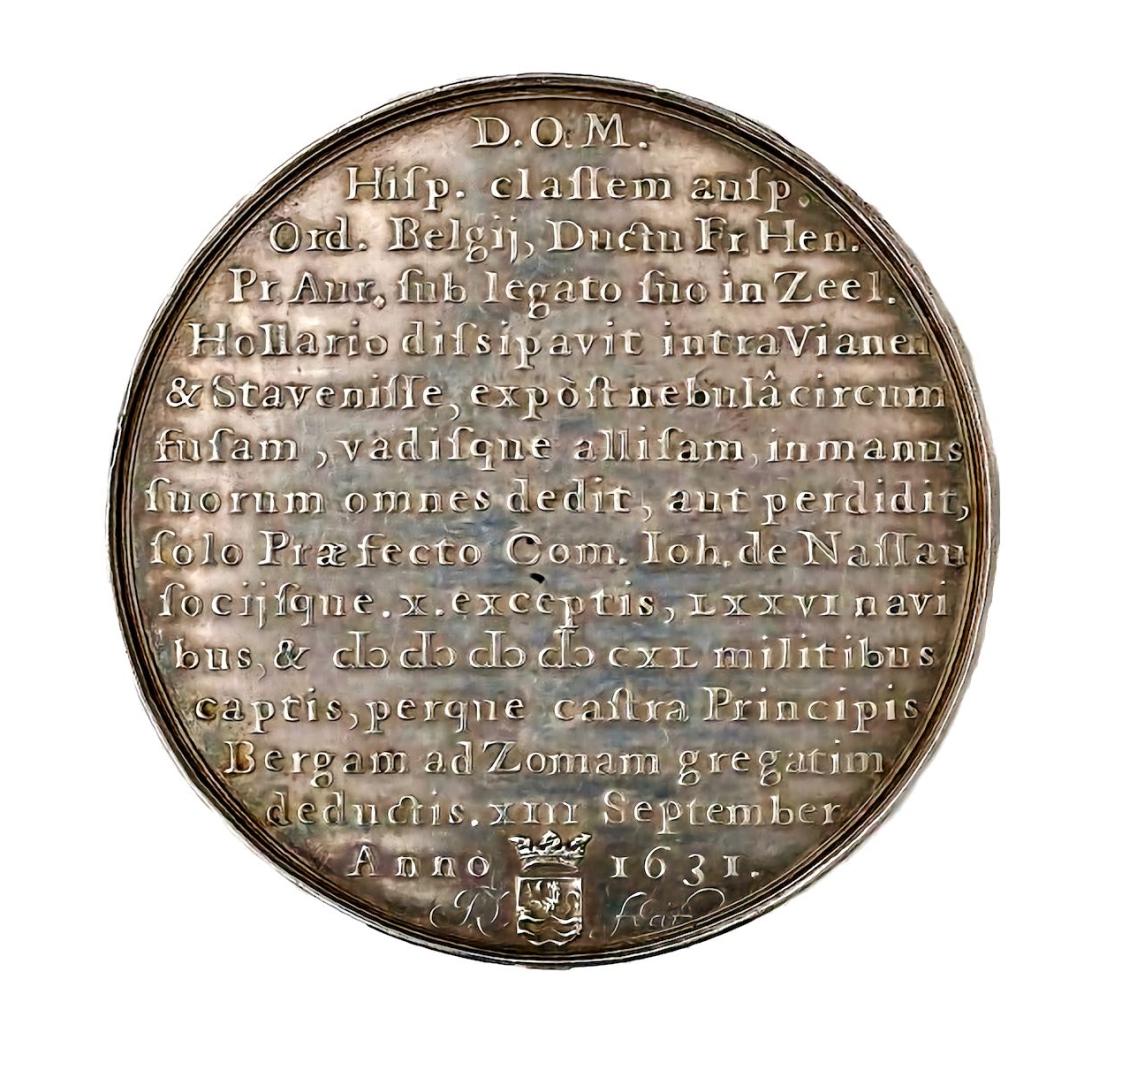 D.O.M.
Hiſp. claſſem auſp.
Ord. Belgij, Ductu Fr Hen.
Pr. Aur. ſub legato ſuo in Zeel.
Hollario diſsipavit intra Vianen
& Staveniſſe, expòſt nebulâ circum
fuſam, vadiſque alliſam, in manus
ſuorum omnes dedit, aut perdidit,
ſolo Præfecto Com. Ioh. de Naſſau
ſocijſque. x. exceptis, LXXVI navi
bus, & ↀ ↀ ↀ ↀ CXL militibus
captis, perque caſtra Principis
Bergam ad Zomam gregatim
deductis. XIII September
Anno 1631.
fecit